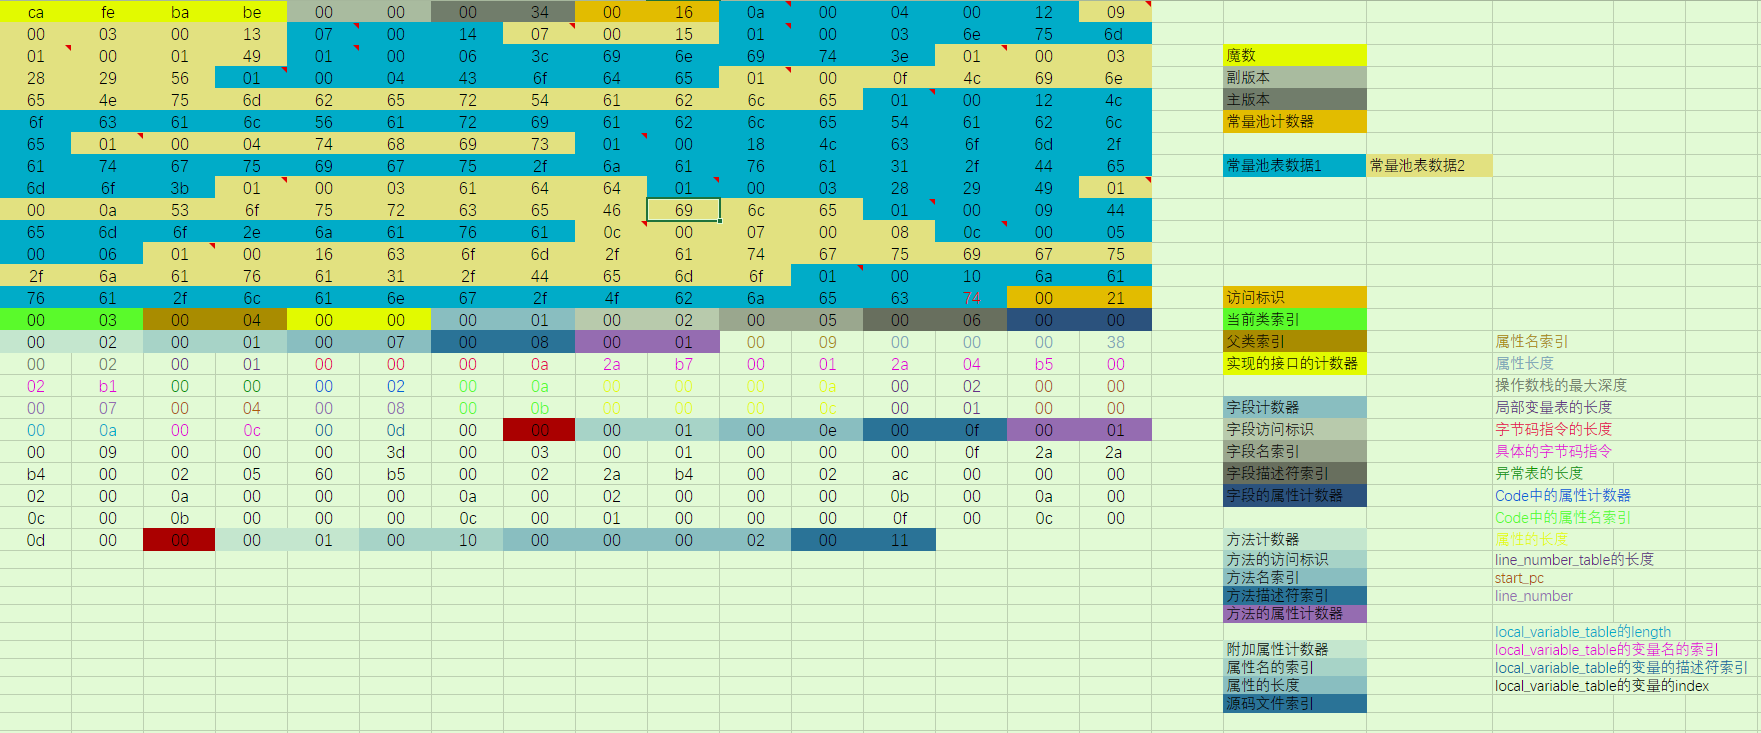 ca fe ba be 00 00 00 34 00 16 0a 00 04 00 12 09
00 03 00 13 07 00 14 07 00 15 01 00 03 6e 75 6d
01 00 01 49 01 00 06 3c 69 6e 69 74 3e 01 00 03 魔数
28 29 56 01 00 04 43 6f 64 65 01 00 0f 4c 69 6e 副版本
65 4e 75 6d 62 65 72 54 61 62 6c 65 01 00 12 4c 主版本
6f 63 61 6c 56 61 72 69 61 62 6c 65 54 61 62 6c 常量池计数器
65 01 00 04 74 68 69 73 01 00 18 4c 63 6f 6d 2f
61 74 67 75 69 67 75 2f 6a 61 76 61 31 2f 44 65 常量池表数据1 常量池表数据2
6d 6f 3b 01 00 03 61 64 64 01 00 03 28 29 49 01
00 0a 53 6f 75 72 63 65 46 69 6c 65 01 00 09 44
65 6d 6f 2e 6a 61 76 61 0c 00 07 00 08 0c 00 05
00 06 01 00 16 63 6f 6d 2f 61 74 67 75 69 67 75
2f 6a 61 76 61 31 2f 44 65 6d 6f 01 00 10 6a 61
76 61 2f 6c 61 6e 67 2f 4f 62 6a 65 63 74 00 21 访问标识
00 03 00 04 00 00 00 01 00 02 00 05 00 06 00 00 当前类索引
00 02 00 01 00 07 00 08 00 01 00 09 00 00 00 38 父类索引 属性名索引
00 02 00 01 00 00 00 0a 2a b7 00 01 2a 04 b5 00 实现的接口的计数器 属性长度
02 b1 00 00 00 02 00 0a 00 00 00 0a 00 02 00 00 操作数栈的最大深度
00 07 00 04 00 08 00 0b 00 00 00 0c 00 01 00 00 字段计数器 局部变量表的长度
00 0a 00 0c 00 0d 00 00 00 01 00 0e 00 0f 00 01 字段访问标识 字节码指令的长度
00 09 00 00 00 3d 00 03 00 01 00 00 00 0f 2a 2a 字段名索引 具体的字节码指令
b4 00 02 05 60 b5 00 02 2a b4 00 02 ac 00 00 00 字段描述符索引 异常表的长度
02 00 0a 00 00 00 0a 00 02 00 00 00 0b 00 0a 00 字段的属性计数器 Code中的属性计数器
0c 00 0b 00 00 00 0c 00 01 00 00 00 0f 00 0c 00 Code中的属性名索引
0d 00 00 00 01 00 10 00 00 00 02 00 11 方法计数器 属性的长度
方法的访问标识 line_number_table的长度
方法名索引 start_pc
方法描述符索引 line_number
方法的属性计数器
local_variable_table的length
附加属性计数器 local_variable_table的变量名的索引
属性名的索引 local_variable_table的变量的描述符索引
属性的长度 local_variable_table的变量的index
源码文件索引